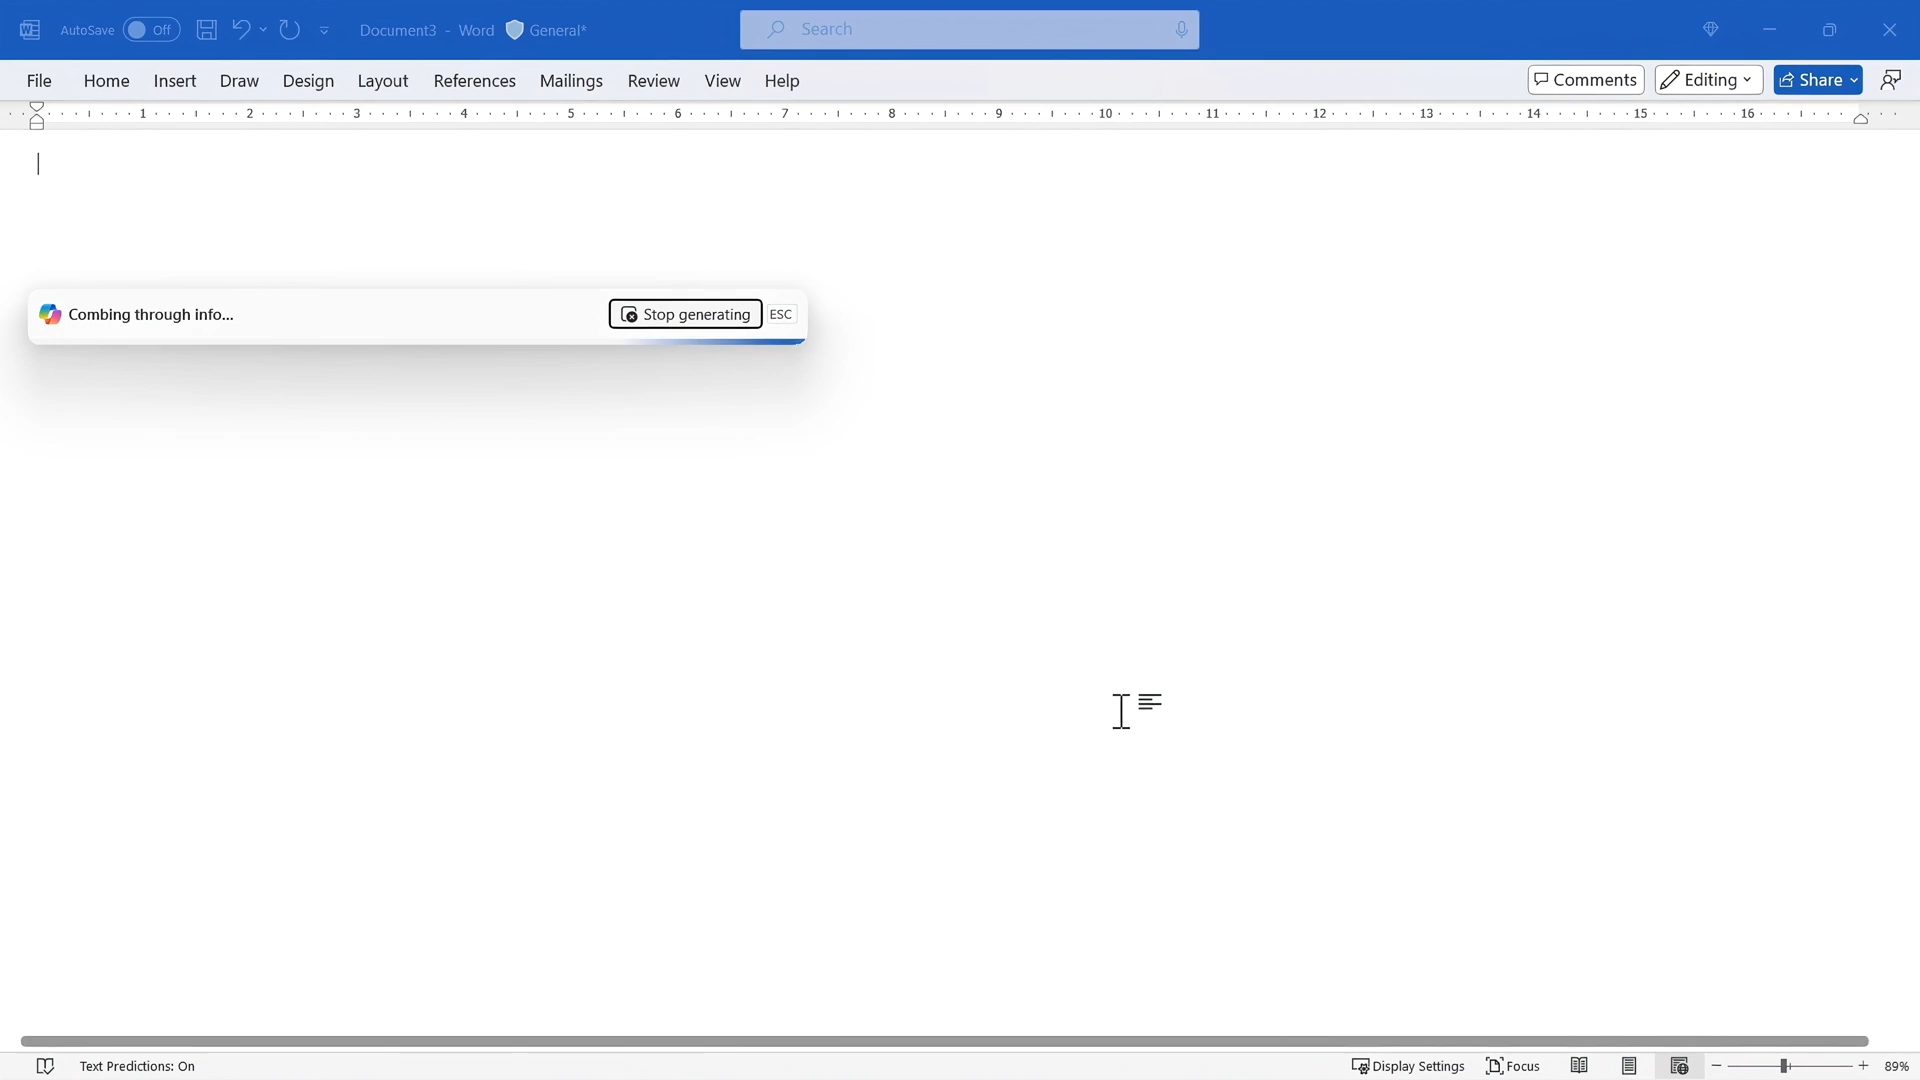 AutoSave Off Document3 - Word General* Search
File Home Insert Draw Design Layout References Mailings Review View Help Comments Editing Share
1 2 3 4 5 6 7 8 9 10 11 12 13 14 15 16
Combing through info... Stop generating ESC
Text Predictions: On Display Settings Focus 89%